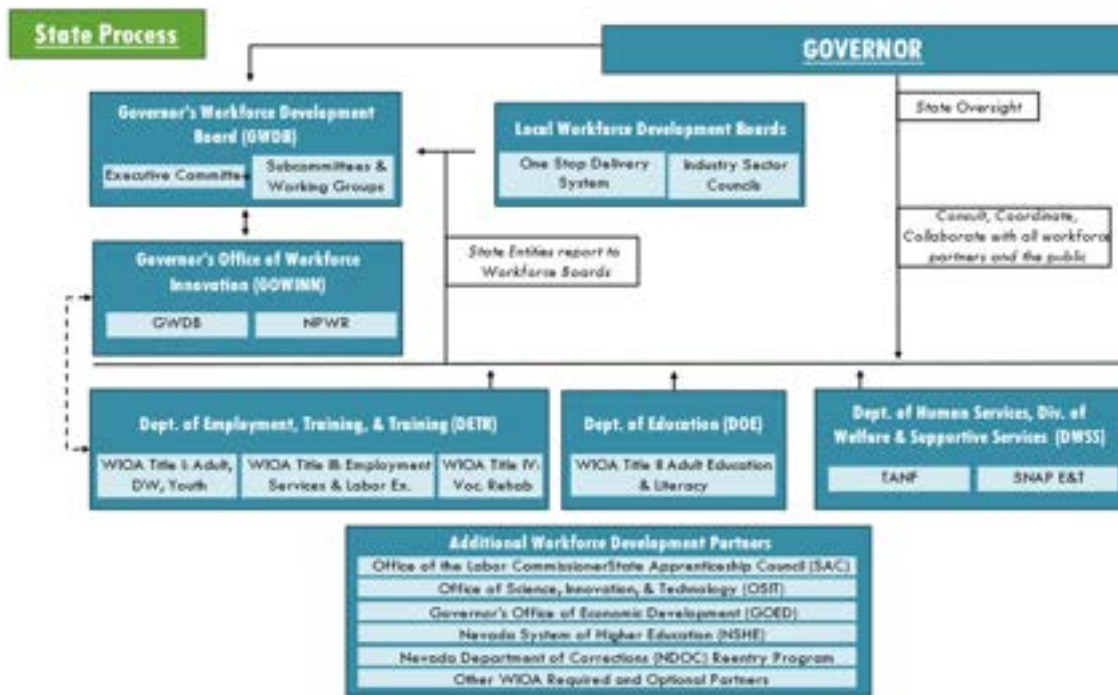 State Process
GOVERNOR
State Oversight
Governor's Workforce Development
Board (GWDB)
Executive Committee
Subcommittees &
Working Groups
Local Workforce Development Boards
One Stop Delivery
System
Industry Sector
Councils
Consult, Coordinate,
Collaborate with all workforce
partners and the public
State Entities report to
Workforce Boards
Governor's Office of Workforce
Innovation (GOWINN)
GWDB
NPWR
Dept. of Employment, Training, & Training (DETR)
WIOA Title I: Adult,
DW, Youth
WIOA Title III: Employment
Services & Labor Ex.
WIOA Title IV:
Voc. Rehab
Dept. of Education (DOE)
WIOA Title II Adult Education
& Literacy
Dept. of Human Services, Div. of
Welfare & Supportive Services (DWSS)
TANF
SNAP E&T
Additional Workforce Development Partners
Office of the Labor CommissionerState Apprenticeship Council (SAC)
Office of Science, Innovation, & Technology (OSIT)
Governor's Office of Economic Development (GOED)
Nevada System of Higher Education (NSHE)
Nevada Department of Corrections (NDOC) Reentry Program
Other WIOA Required and Optional Partners